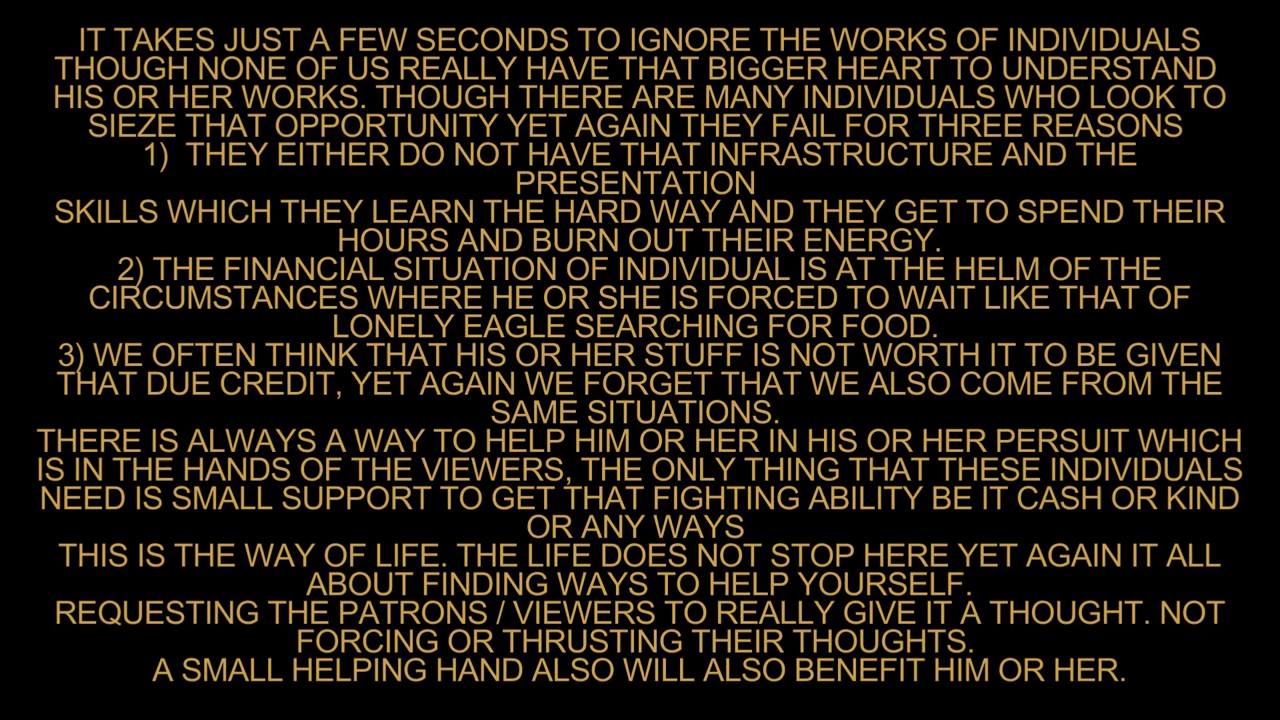 IT TAKES JUST A FEW SECONDS TO IGNORE THE WORKS OF INDIVIDUALS
THOUGH NONE OF US REALLY HAVE THAT BIGGER HEART TO UNDERSTAND
HIS OR HER WORKS. THOUGH THERE ARE MANY INDIVIDUALS WHO LOOK TO
SIEZE THAT OPPORTUNITY YET AGAIN THEY FAIL FOR THREE REASONS
1)  THEY EITHER DO NOT HAVE THAT INFRASTRUCTURE AND THE
PRESENTATION
SKILLS WHICH THEY LEARN THE HARD WAY AND THEY GET TO SPEND THEIR
HOURS AND BURN OUT THEIR ENERGY.
2) THE FINANCIAL SITUATION OF INDIVIDUAL IS AT THE HELM OF THE
CIRCUMSTANCES WHERE HE OR SHE IS FORCED TO WAIT LIKE THAT OF
LONELY EAGLE SEARCHING FOR FOOD.
3) WE OFTEN THINK THAT HIS OR HER STUFF IS NOT WORTH IT TO BE GIVEN
THAT DUE CREDIT, YET AGAIN WE FORGET THAT WE ALSO COME FROM THE
SAME SITUATIONS.
THERE IS ALWAYS A WAY TO HELP HIM OR HER IN HIS OR HER PERSUIT WHICH
IS IN THE HANDS OF THE VIEWERS, THE ONLY THING THAT THESE INDIVIDUALS
NEED IS SMALL SUPPORT TO GET THAT FIGHTING ABILITY BE IT CASH OR KIND
OR ANY WAYS
THIS IS THE WAY OF LIFE. THE LIFE DOES NOT STOP HERE YET AGAIN IT ALL
ABOUT FINDING WAYS TO HELP YOURSELF.
REQUESTING THE PATRONS / VIEWERS TO REALLY GIVE IT A THOUGHT. NOT
FORCING OR THRUSTING THEIR THOUGHTS.
A SMALL HELPING HAND ALSO WILL ALSO BENEFIT HIM OR HER.